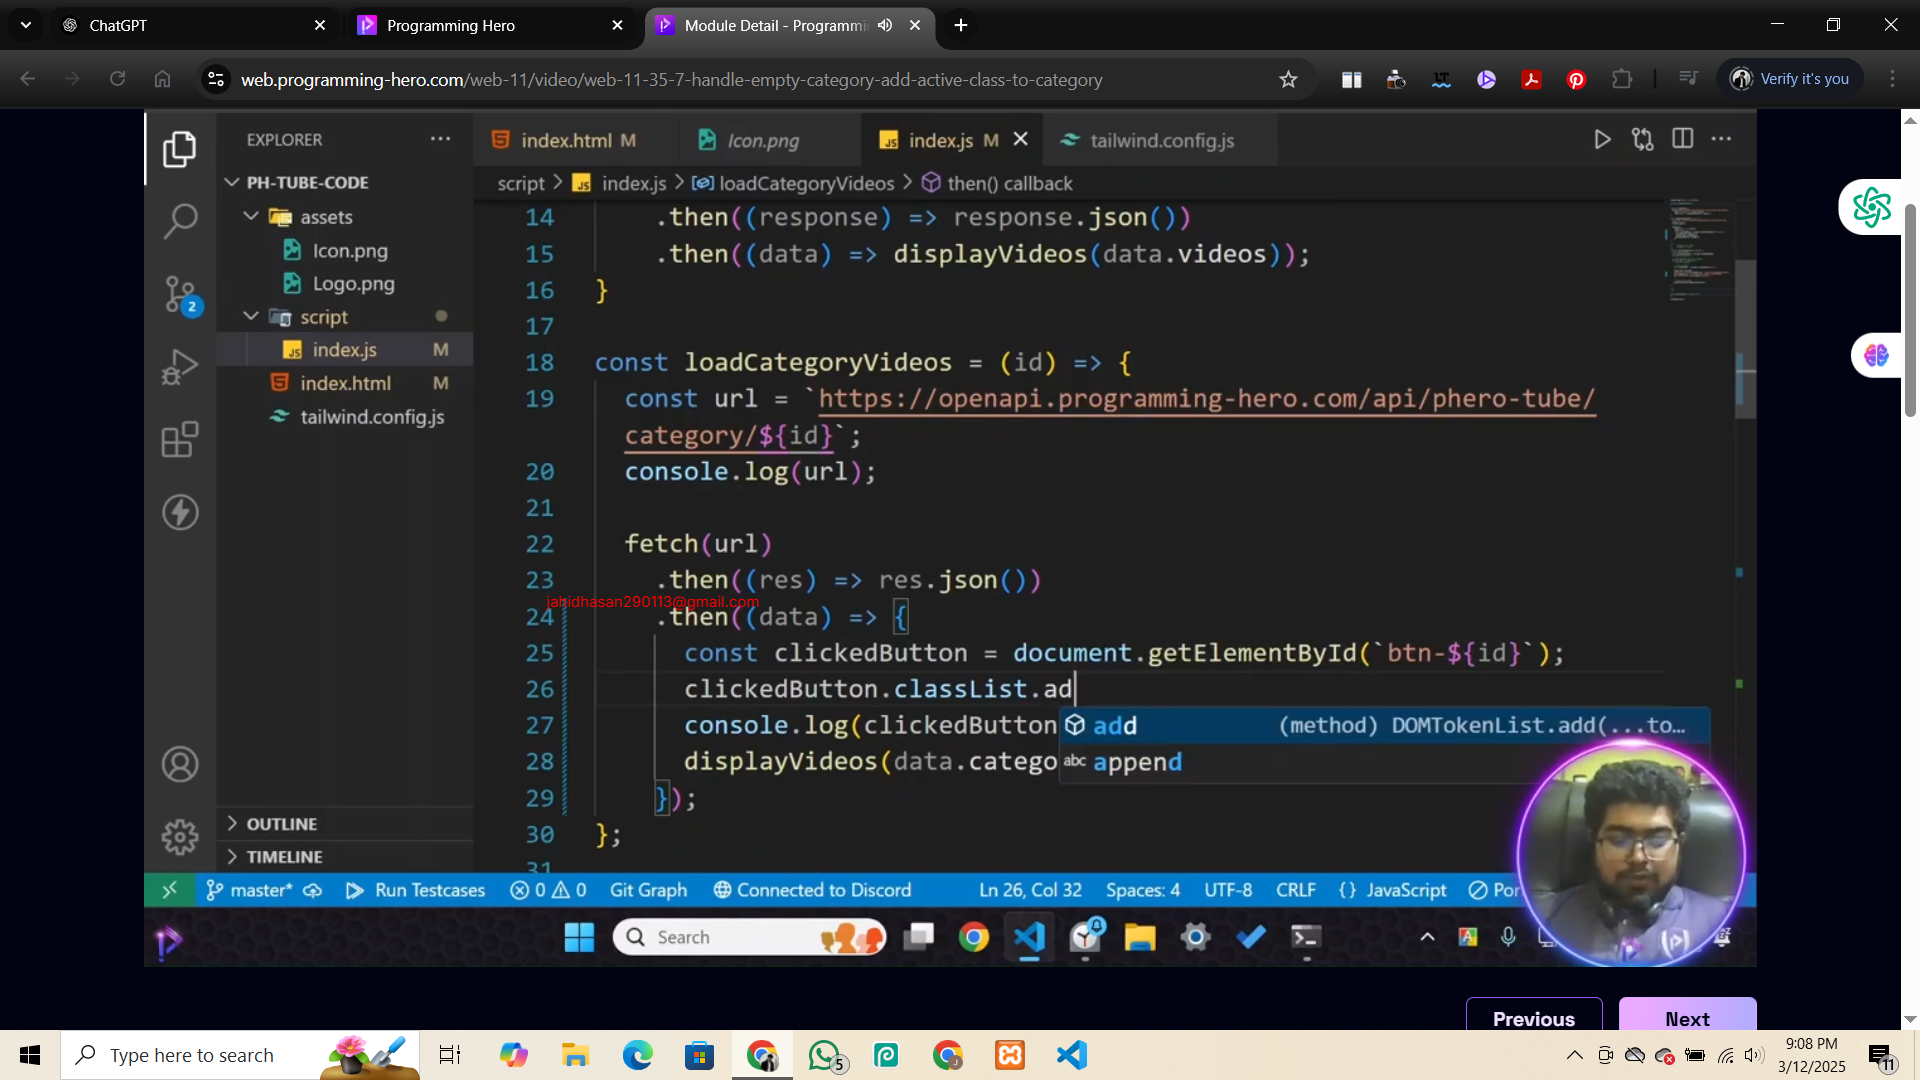 ChatGPT
Programming Hero
Module Detail - Programmi
web.programming-hero.com/web-11/video/web-11-35-7-handle-empty-category-add-active-class-to-category
Verify it's you
EXPLORER
index.html M
Icon.png
index.js M
tailwind.config.js
PH-TUBE-CODE
script > index.js > loadCategoryVideos > then() callback
assets
Icon.png
Logo.png
script
index.js M
index.html M
tailwind.config.js
2
14 .then((response) => response.json())
15 .then((data) => displayVideos(data.videos));
16 }
17
18 const loadCategoryVideos = (id) => {
19 const url = `https://openapi.programming-hero.com/api/phero-tube/
category/${id}`;
20 console.log(url);
21
22 fetch(url)
23 .then((res) => res.json())
jahidhasan290113@gmail.com
24 .then((data) => {
25 const clickedButton = document.getElementById(`btn-${id}`);
26 clickedButton.classList.ad
27 console.log(clickedButton
add (method) DOMTokenList.add(...to…
28 displayVideos(data.catego
append
29 });
30 };
31
OUTLINE
TIMELINE
master* Run Testcases 0 0 Git Graph Connected to Discord Ln 26, Col 32 Spaces: 4 UTF-8 CRLF {} JavaScript Por
Search
Previous
Next
Type here to search
5
9:08 PM
3/12/2025
11